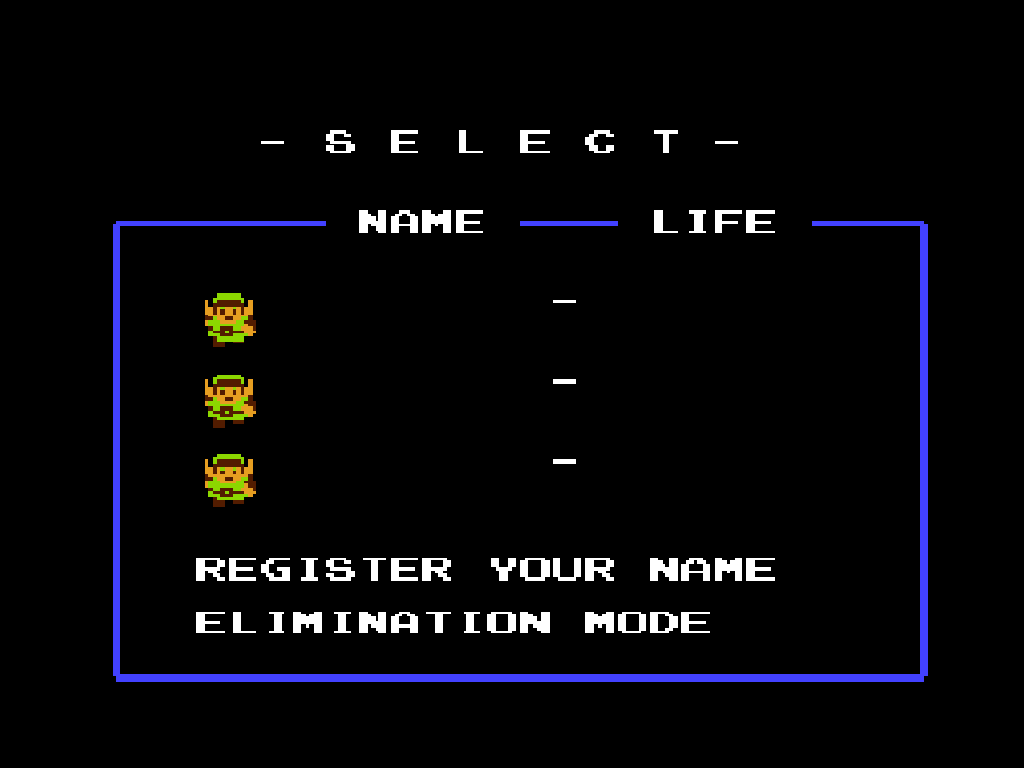 - S E L E C T -
NAME LIFE
-
-
-
REGISTER YOUR NAME
ELIMINATION MODE